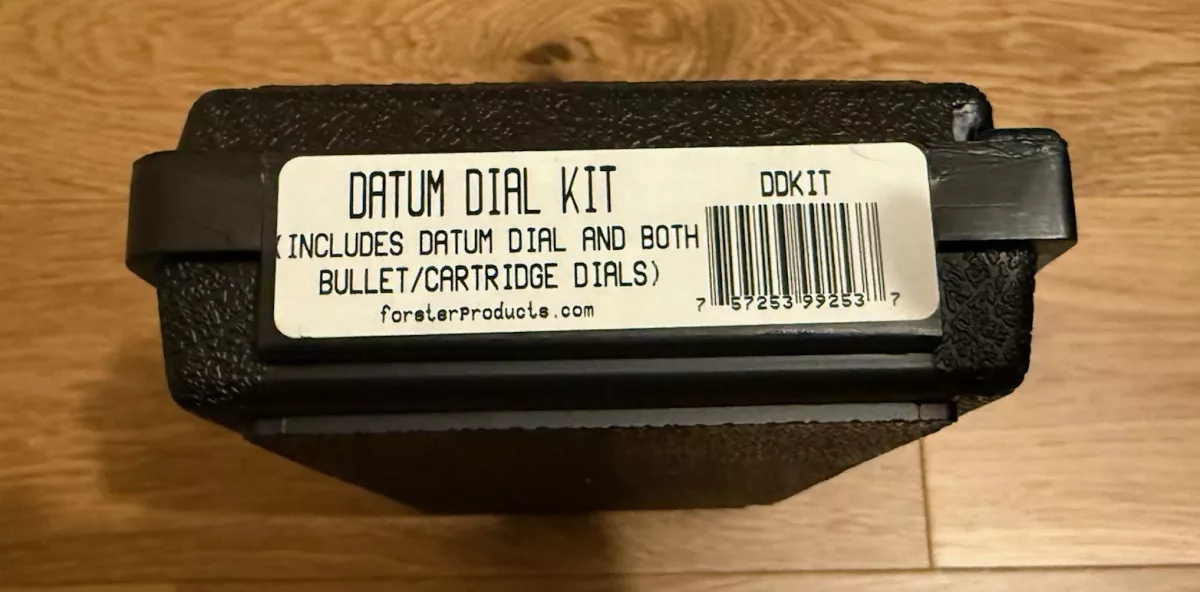 DATUM DIAL KIT
(INCLUDES DATUM DIAL AND BOTH
BULLET/CARTRIDGE DIALS)
forsterProducts.com
DDKIT
7 57253 99253 7